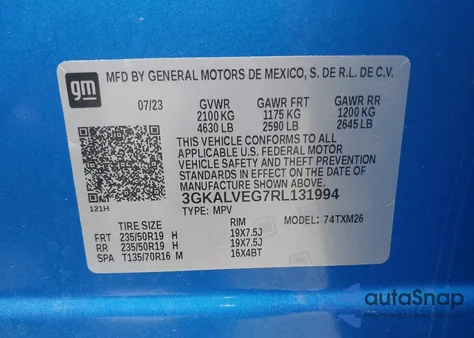 gm
MFD BY GENERAL MOTORS DE MEXICO, S. DE R.L. DE C.V.
07/23 GVWR GAWR FRT GAWR RR
2100 KG 1175 KG 1200 KG
4630 LB 2590 LB 2645 LB
THIS VEHICLE CONFORMS TO ALL
APPLICABLE U.S. FEDERAL MOTOR
VEHICLE SAFETY AND THEFT PREVENTION
STANDARDS IN EFFECT ON THE DATE OF
MANUFACTURE SHOWN ABOVE.
121H
3GKALVEG7RL131994
TYPE: MPV MODEL: 74TXM26
TIRE SIZE RIM
FRT 235/50R19 H 19X7.5J
RR 235/50R19 H 19X7.5J
SPA T135/70R16 M 16X4BT
autoSnap